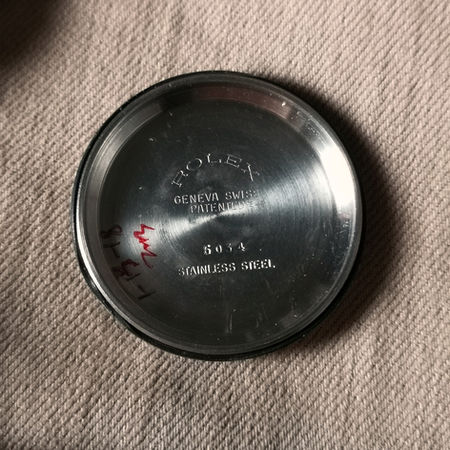 ROLEX
GENEVA SWISS
PATENTED
6034
STAINLESS STEEL